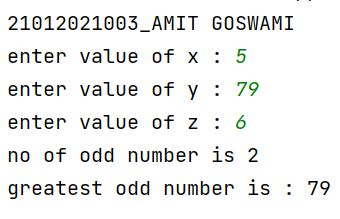 21012021003_AMIT GOSWAMI
enter value of x : 5
enter value of y : 79
enter value of z : 6
no of odd number is 2
greatest odd number is : 79